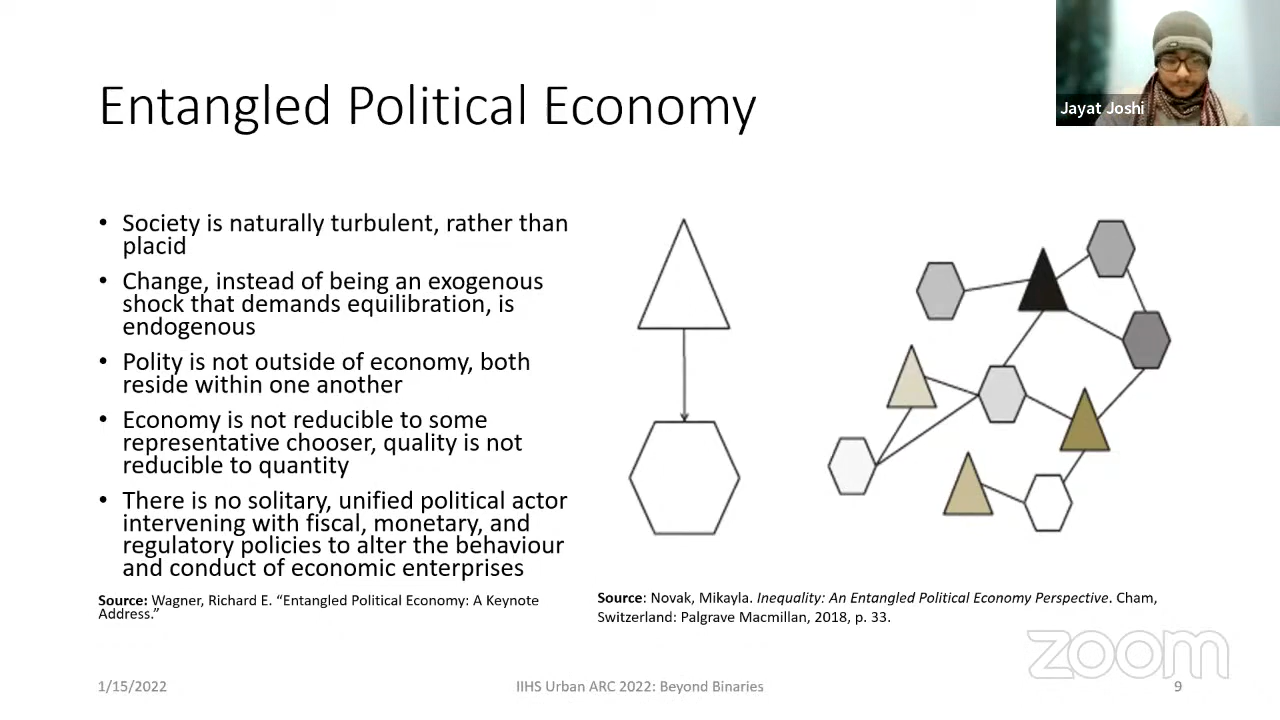 Entangled Political Economy
Jayat Joshi
• Society is naturally turbulent, rather than
placid
• Change, instead of being an exogenous
shock that demands equilibration, is
endogenous
• Polity is not outside of economy, both
reside within one another
• Economy is not reducible to some
representative chooser, quality is not
reducible to quantity
• There is no solitary, unified political actor
intervening with fiscal, monetary, and
regulatory policies to alter the behaviour
and conduct of economic enterprises
Source: Wagner, Richard E. “Entangled Political Economy: A Keynote
Address.”
Source: Novak, Mikayla. Inequality: An Entangled Political Economy Perspective. Cham,
Switzerland: Palgrave Macmillan, 2018, p. 33.
zoom
1/15/2022
IIHS Urban ARC 2022: Beyond Binaries
9